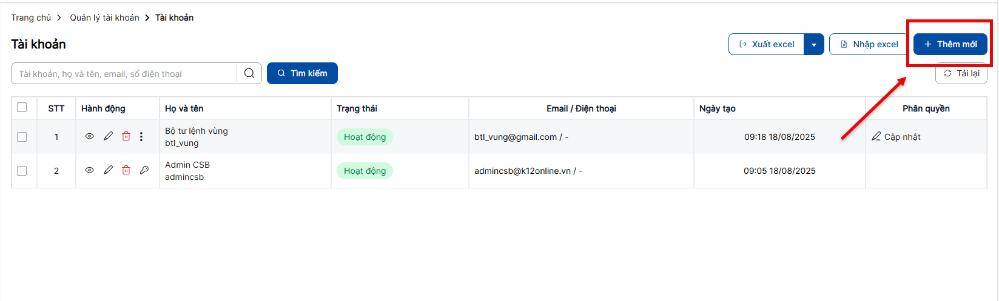 Trang chủ > Quản lý tài khoản > Tài khoản
Tài khoản
Xuất excel
Nhập excel
+ Thêm mới
Tài khoản, họ và tên, email, số điện thoại
Tìm kiếm
Tải lại
STT Hành động Họ và tên Trạng thái Email / Điện thoại Ngày tạo Phân quyền
1 Bộ tư lệnh vùng Hoạt động btl_vung@gmail.com / - 09:18 18/08/2025 Cập nhật
btl_vung
2 Admin CSB Hoạt động admincsb@k12online.vn / - 09:05 18/08/2025
admincsb